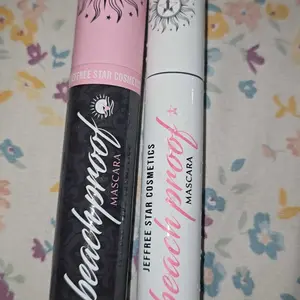 JEFFREE STAR COSMETICS
beachproof
MASCARA
JEFFREE STAR COSMETICS
beach proof
MASCARA